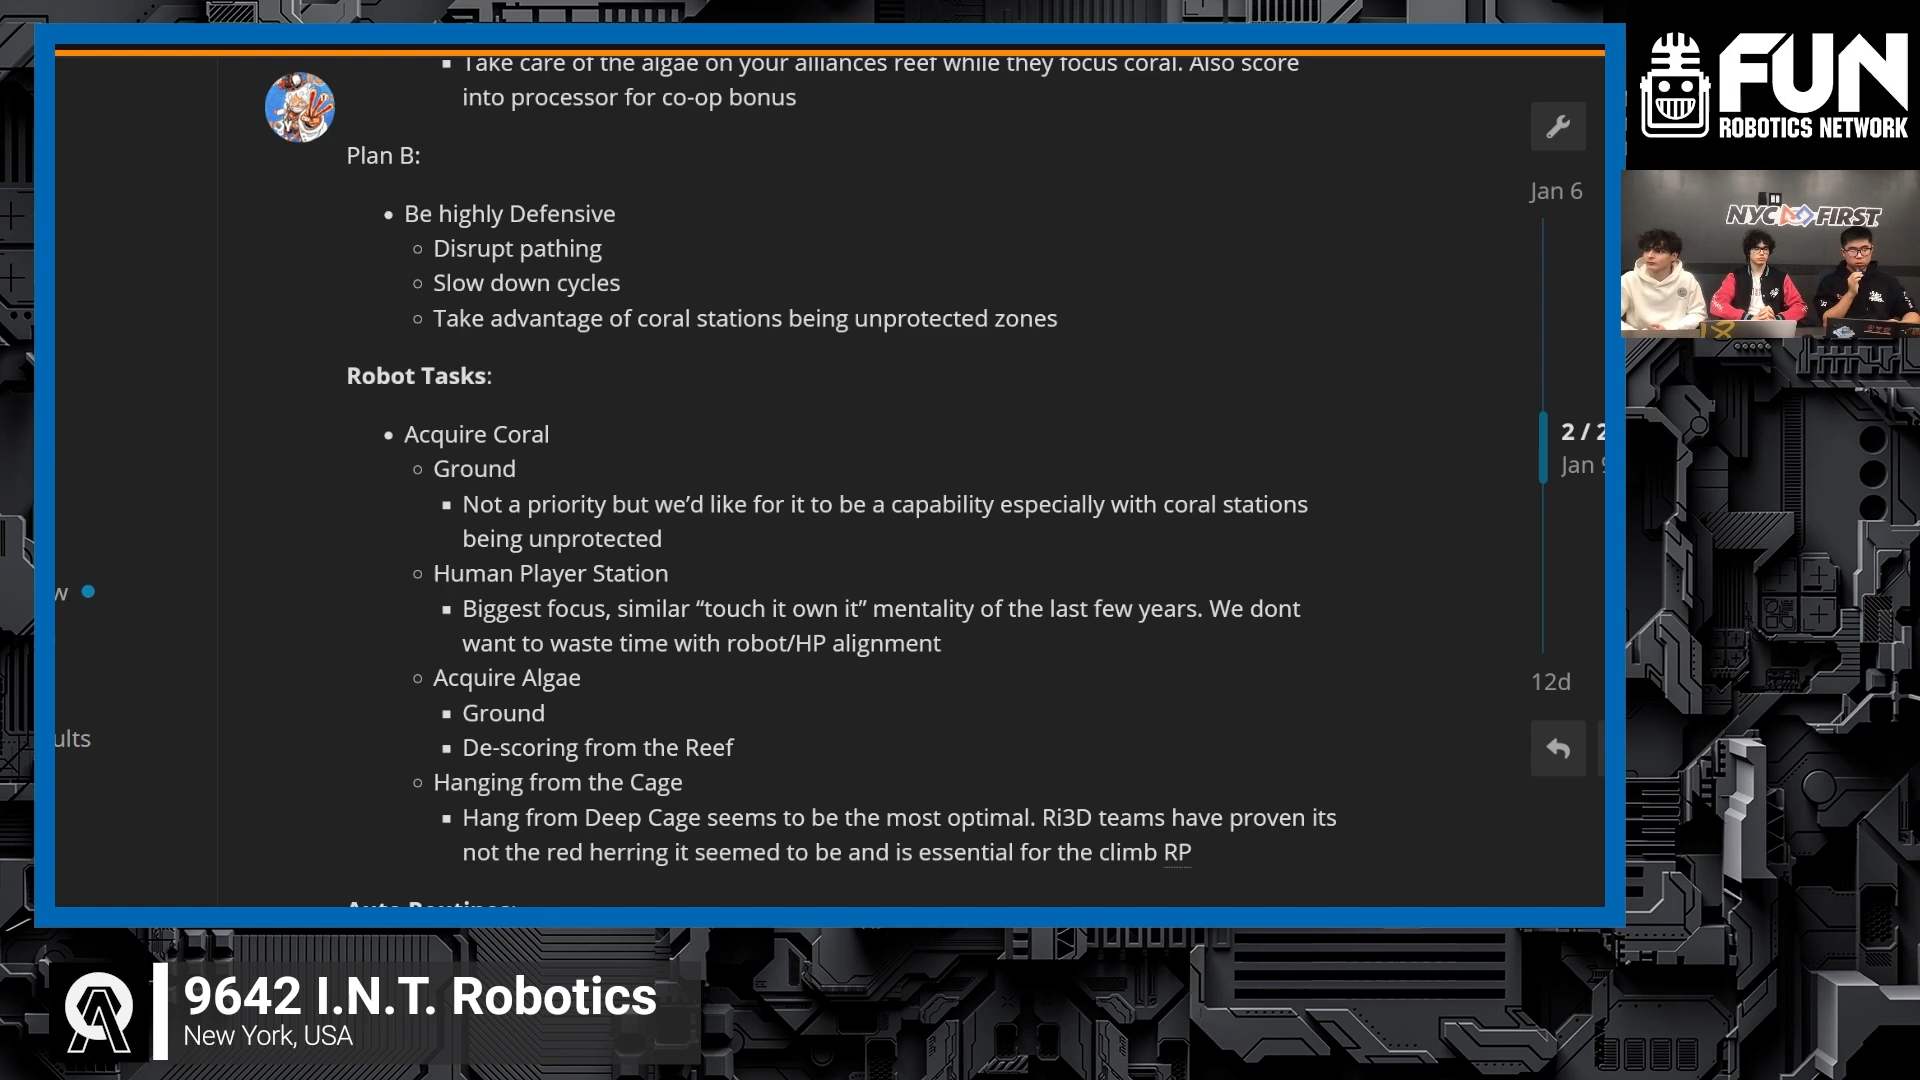 Take care of the algae on your alliances reef while they focus coral. Also score
into processor for co-op bonus
Plan B:
Be highly Defensive
Disrupt pathing
Slow down cycles
Take advantage of coral stations being unprotected zones
Robot Tasks:
Acquire Coral
Ground
Not a priority but we’d like for it to be a capability especially with coral stations
being unprotected
Human Player Station
Biggest focus, similar “touch it own it” mentality of the last few years. We dont
want to waste time with robot/HP alignment
Acquire Algae
Ground
De-scoring from the Reef
Hanging from the Cage
Hang from Deep Cage seems to be the most optimal. Ri3D teams have proven its
not the red herring it seemed to be and is essential for the climb RP
Auto Routines:
w
ults
Jan 6
2 / 2
Jan 9
12d
FUN
ROBOTICS NETWORK
NYC FIRST
9642 I.N.T. Robotics
New York, USA